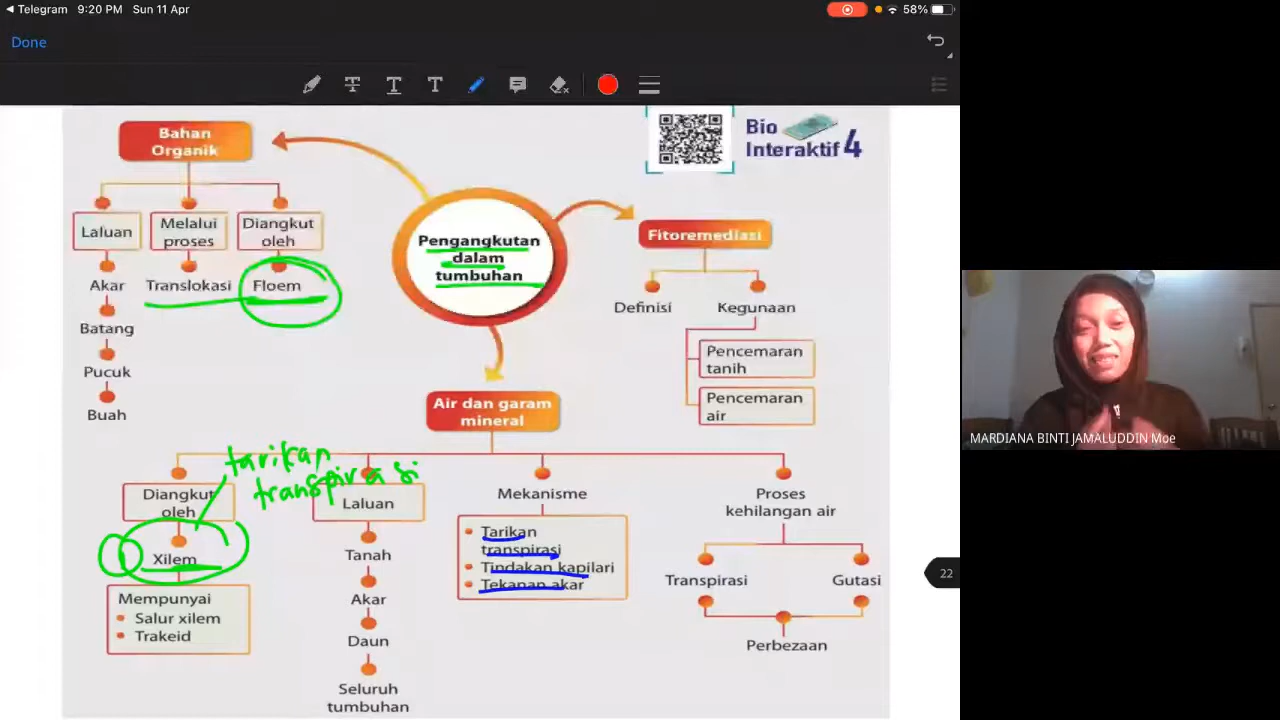 Telegram 9:20 PM Sun 11 Apr
58%
Done
Bahan
Organik
Laluan
Melalui
proses
Diangkut
oleh
Akar
Translokasi
Floem
Batang
Pucuk
Buah
Pengangkutan
dalam
tumbuhan
Bio
Interaktif 4
Fitoremediasi
Definisi
Kegunaan
Pencemaran
tanih
Pencemaran
air
Air dan garam
mineral
tarikan
transpirasi
Diangkut
oleh
Xilem
Mempunyai
Salur xilem
Trakeid
Laluan
Tanah
Akar
Daun
Seluruh
tumbuhan
Mekanisme
Tarikan
transpirasi
Tindakan kapilari
Tekanan akar
Proses
kehilangan air
Transpirasi
Gutasi
Perbezaan
22
MARDIANA BINTI JAMALUDDIN Moe